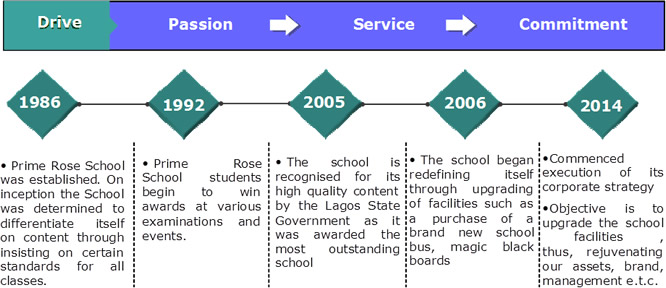 Drive
Passion
Service
Commitment
1986
1992
2005
2006
2014
• Prime Rose School
was established. On
inception the School
was determined to
differentiate itself
on content through
insisting on certain
standards for all
classes.
• Prime Rose
School students
begin to win
awards at various
examinations and
events.
• The school is
recognised for its
high quality content
by the Lagos State
Government as it
was awarded the
most outstanding
school
• The school began
redefining itself
through upgrading
of facilities such as
a purchase of a
brand new school
bus, magic black
boards
•Commenced
execution of its
corporate strategy
•Objective is to
upgrade the school
facilities ,
thus, rejuvenating
our assets, brand,
management e.t.c.